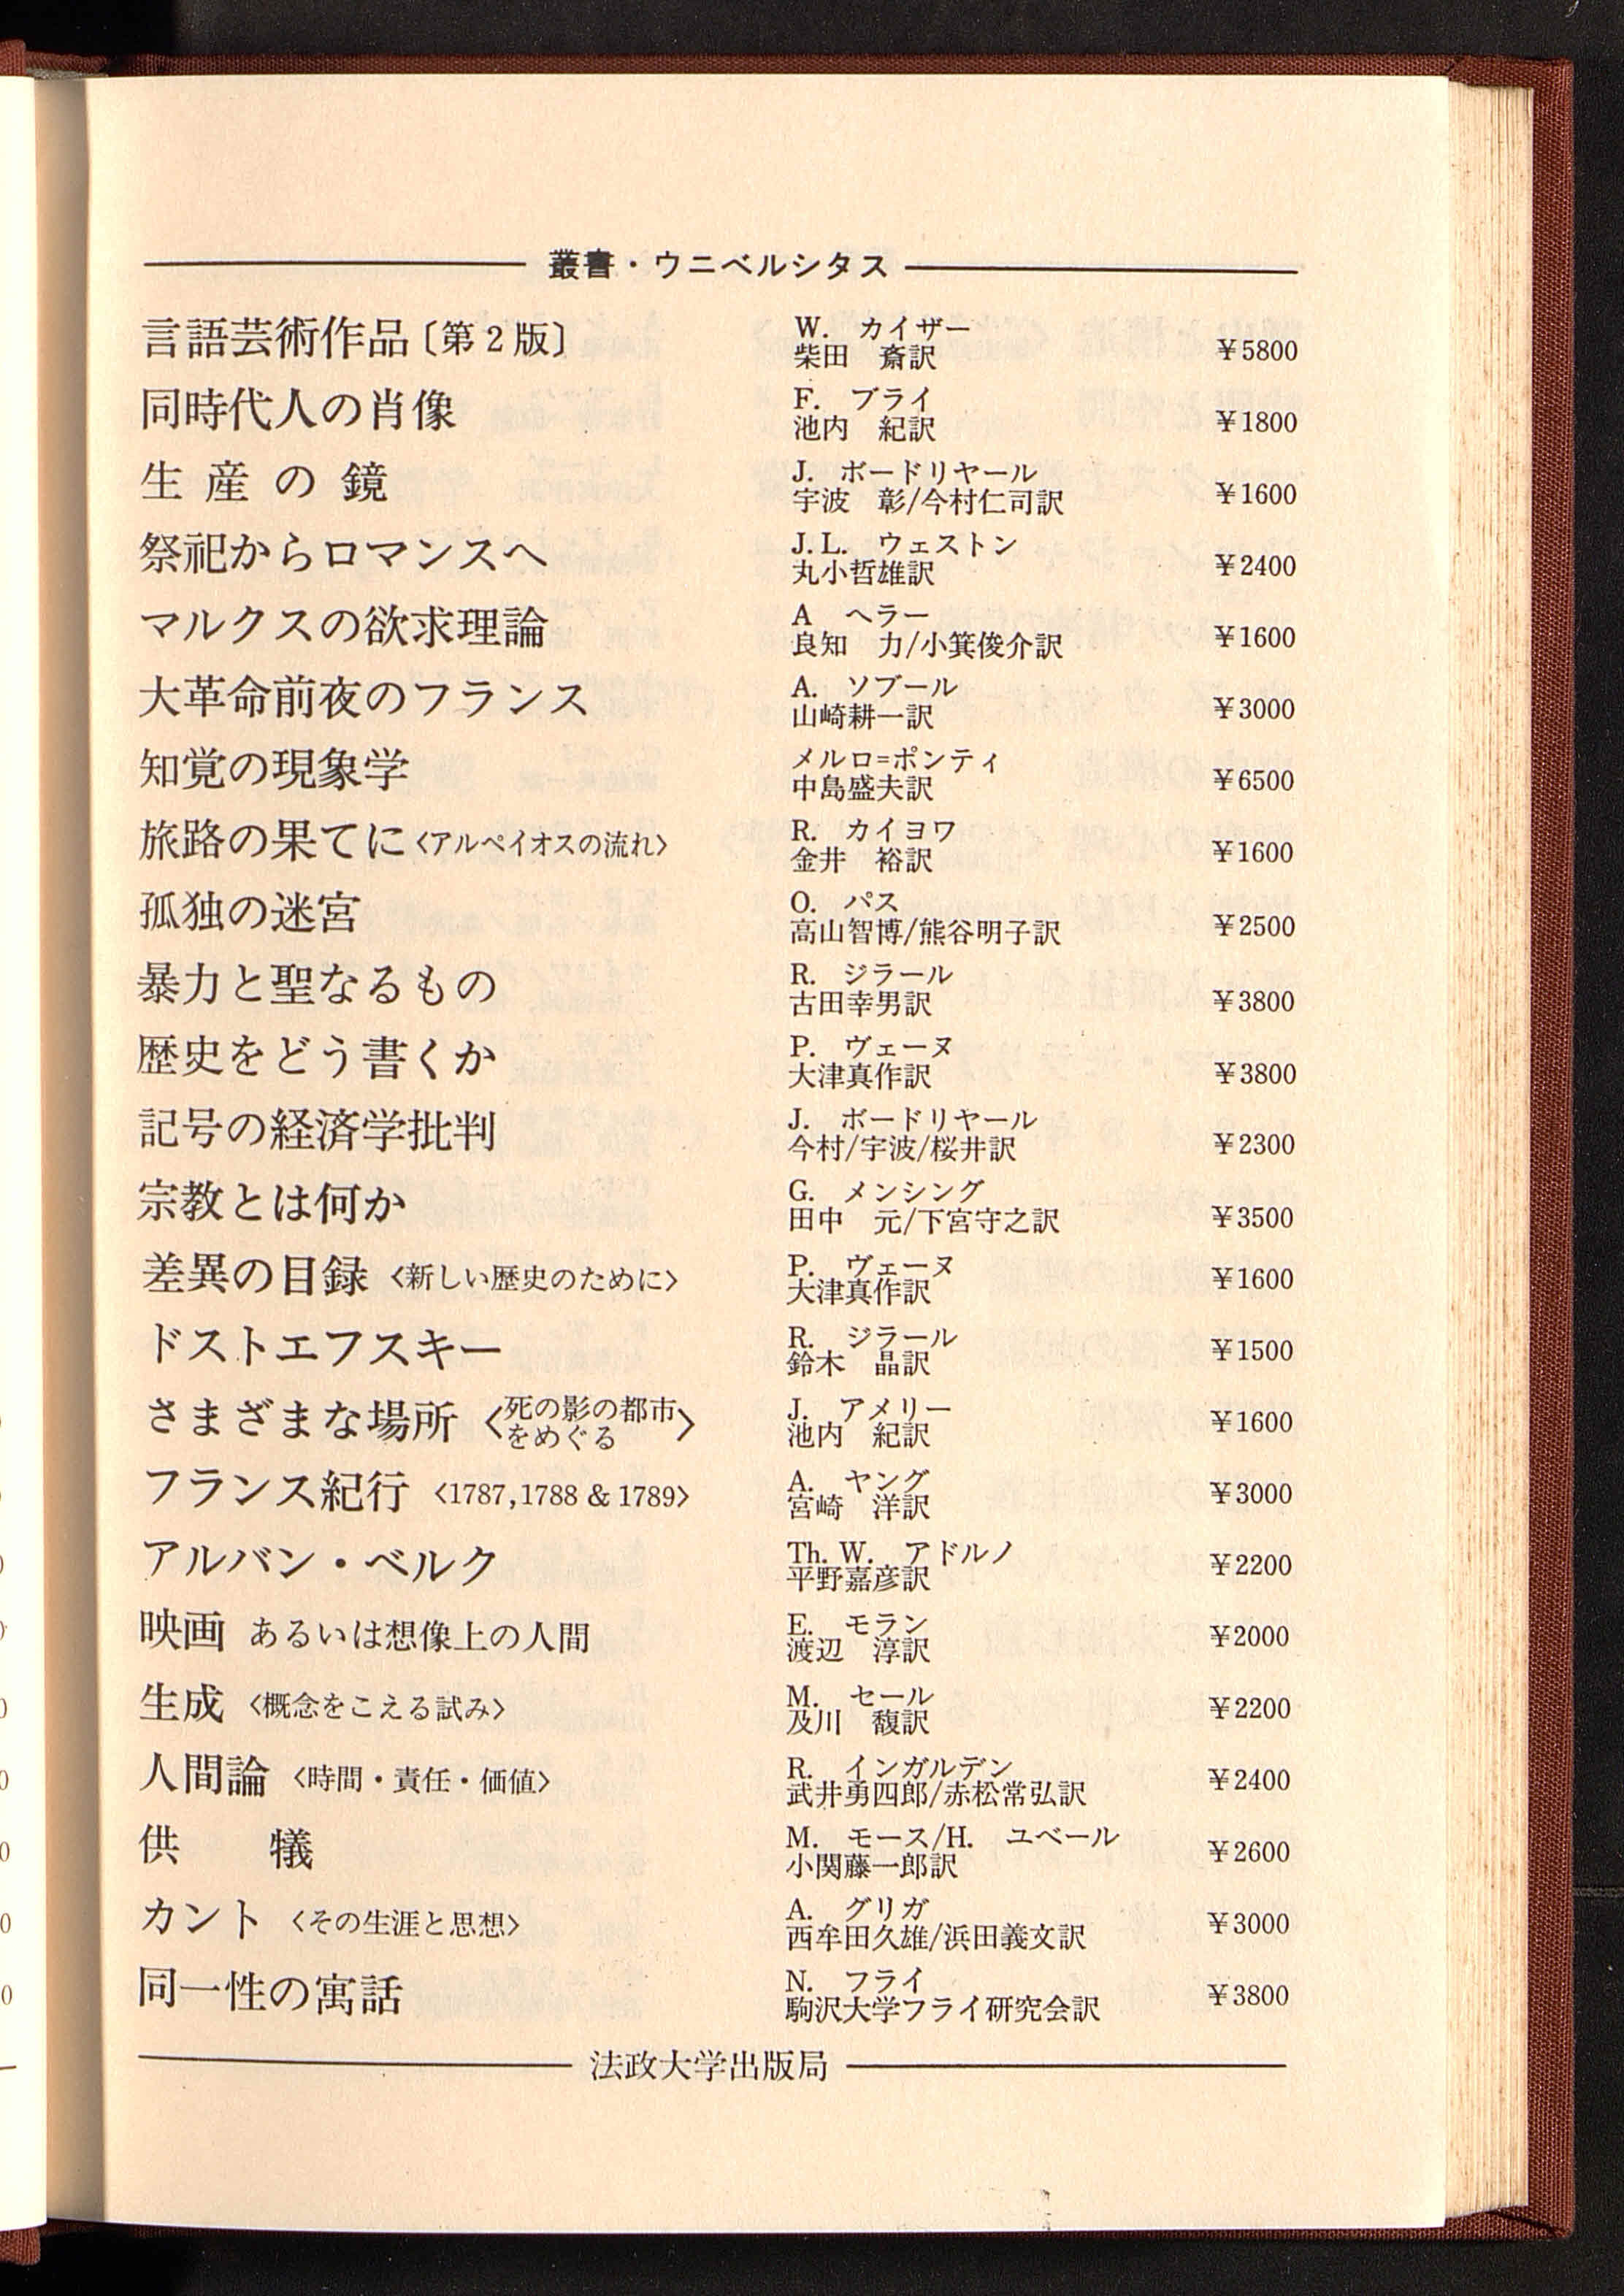 叢書・ウニベルシタス
言語芸術作品〔第2版〕 W. カイザー
柴田 斎訳 ¥5800
同時代人の肖像 F. ブライ
池内 紀訳 ¥1800
生産の鏡 J. ボードリヤール
宇波 彰/今村仁司訳 ¥1600
祭祀からロマンスへ J.L. ウェストン
丸小哲雄訳 ¥2400
マルクスの欲求理論 A ヘラー
良知 力/小箕俊介訳 ¥1600
大革命前夜のフランス A. ソブール
山崎耕一訳 ¥3000
知覚の現象学 メルロ=ポンティ
中島盛夫訳 ¥6500
旅路の果てに〈アルペイオスの流れ〉 R. カイヨワ
金井 裕訳 ¥1600
孤独の迷宮 O. パス
高山智博/熊谷明子訳 ¥2500
暴力と聖なるもの R. ジラール
古田幸男訳 ¥3800
歴史をどう書くか P. ヴェーヌ
大津真作訳 ¥3800
記号の経済学批判 J. ボードリヤール
今村/宇波/桜井訳 ¥2300
宗教とは何か G. メンシング
田中 元/下宮守之訳 ¥3500
差異の目録 〈新しい歴史のために〉 P. ヴェーヌ
大津真作訳 ¥1600
ドストエフスキー R. ジラール
鈴木 晶訳 ¥1500
さまざまな場所 〈死の影の都市をめぐる〉 J. アメリー
池内 紀訳 ¥1600
フランス紀行 〈1787,1788 & 1789〉 A. ヤング
宮崎 洋訳 ¥3000
アルバン・ベルク Th. W. アドルノ
平野嘉彦訳 ¥2200
映画 あるいは想像上の人間 E. モラン
渡辺 淳訳 ¥2000
生成 〈概念をこえる試み〉 M. セール
及川 馥訳 ¥2200
人間論 〈時間・責任・価値〉 R. インガルデン
武井勇四郎/赤松常弘訳 ¥2400
供犠 M. モース/H. ユベール
小関藤一郎訳 ¥2600
カント 〈その生涯と思想〉 A. グリガ
西牟田久雄/浜田義文訳 ¥3000
同一性の寓話 N. フライ
駒沢大学フライ研究会訳 ¥3800
法政大学出版局